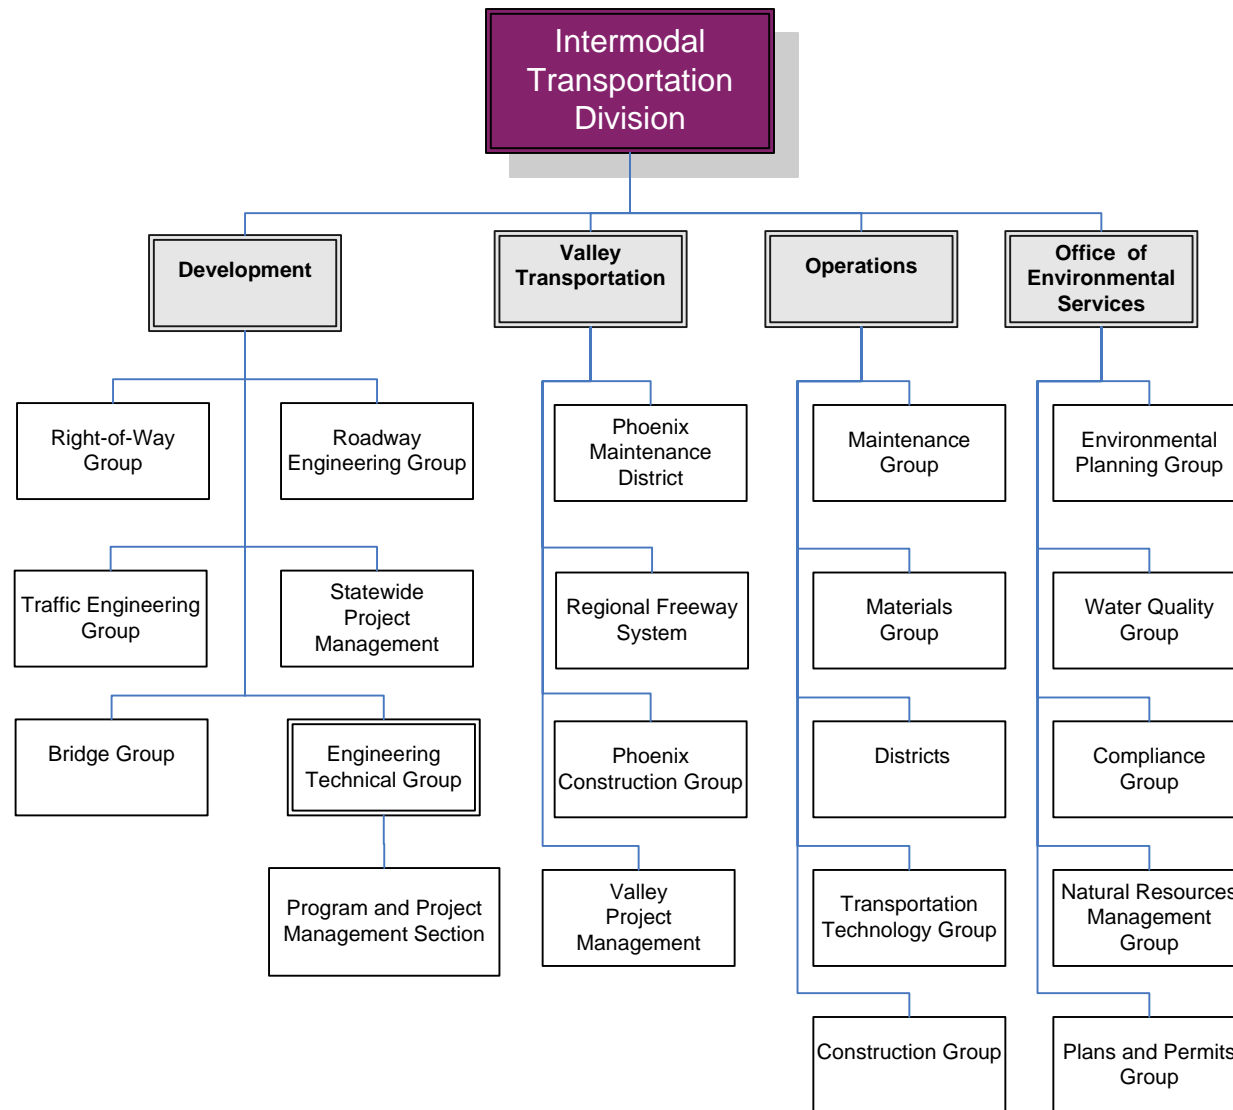 Intermodal
Transportation
Division
Development
Valley
Transportation
Operations
Office of
Environmental
Services
Right-of-Way
Group
Roadway
Engineering Group
Phoenix
Maintenance
District
Maintenance
Group
Environmental
Planning Group
Traffic Engineering
Group
Statewide
Project
Management
Regional Freeway
System
Materials
Group
Water Quality
Group
Bridge Group
Engineering
Technical Group
Phoenix
Construction Group
Districts
Compliance
Group
Program and Project
Management Section
Valley
Project
Management
Transportation
Technology Group
Natural Resources
Management
Group
Construction Group
Plans and Permits
Group